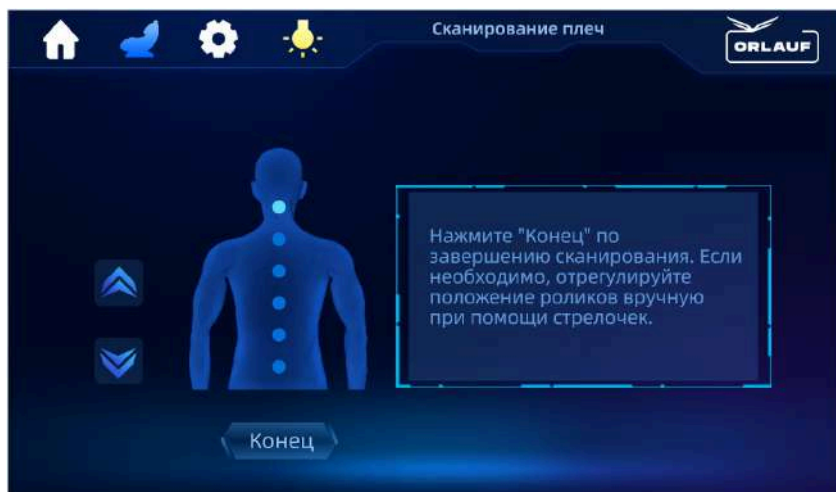 Сканирование плеч
ORLAUF
Нажмите "Конец" по
завершению сканирования. Если
необходимо, отрегулируйте
положение роликов вручную
при помощи стрелочек.
Конец